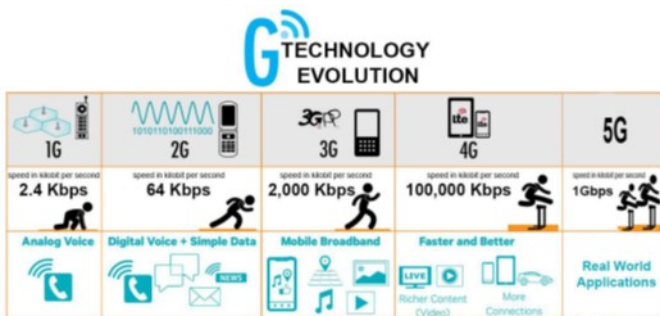 G TECHNOLOGY
EVOLUTION
1G
1010110100111000
2G
3GPP
3G
lte
lte
4G
5G
speed in kilobit per second
2.4 Kbps
speed in kilobit per second
64 Kbps
speed in kilobit per second
2,000 Kbps
speed in kilobit per second
100,000 Kbps
speed in kilobit per second
1Gbps
Analog Voice
Digital Voice + Simple Data
NEWS
Mobile Broadband
Faster and Better
LIVE
Richer Content
(Video)
More
Connections
Real World
Applications